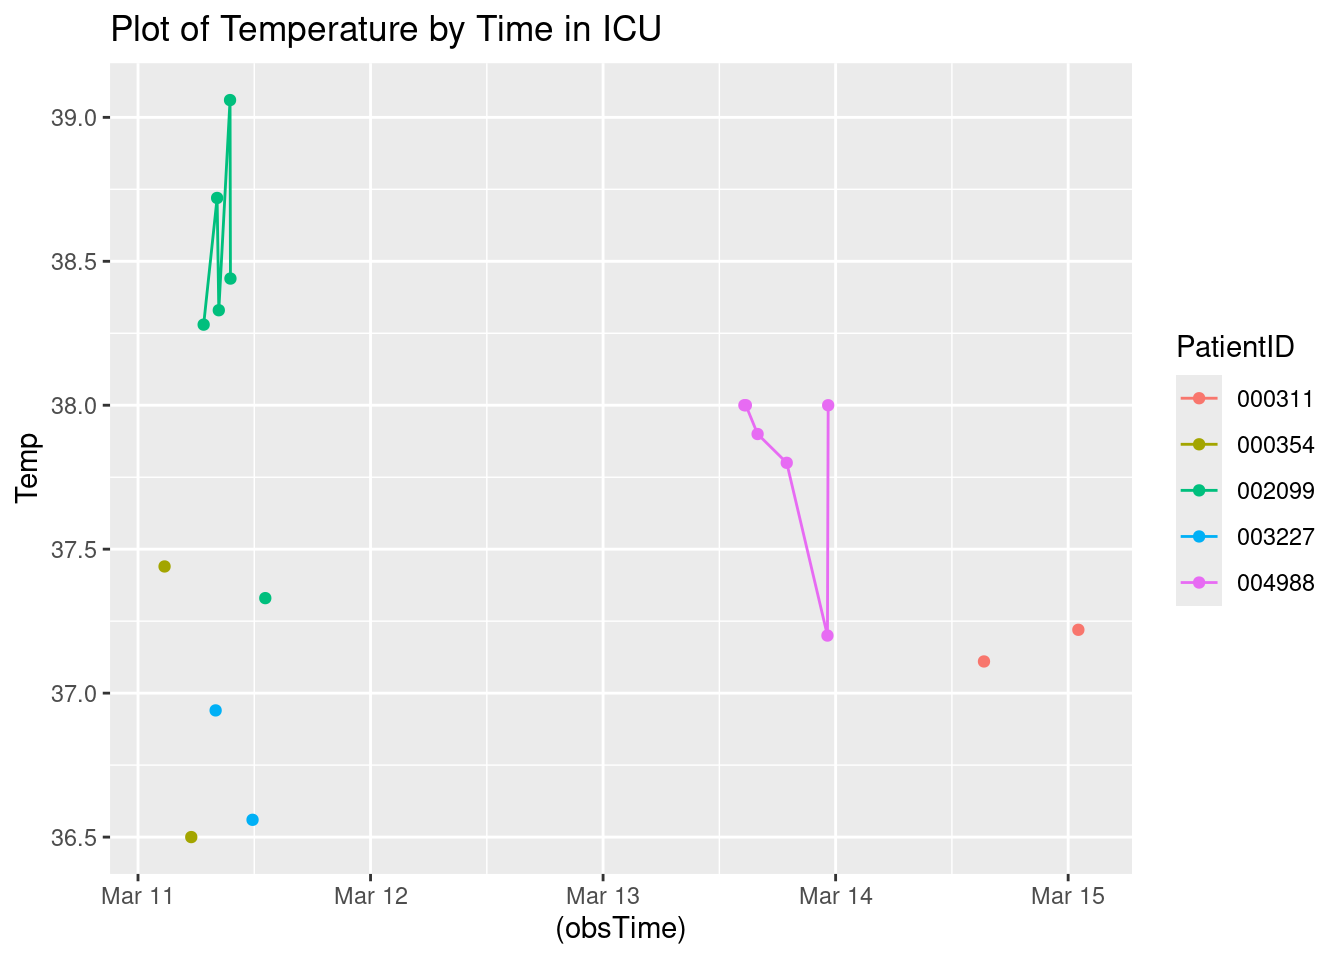 Plot of Temperature by Time in ICU
39.0
38.5
38.0
37.5
37.0
36.5
Temp
Mar 11
Mar 12
Mar 13
Mar 14
Mar 15
(obsTime)
PatientID
000311
000354
002099
003227
004988